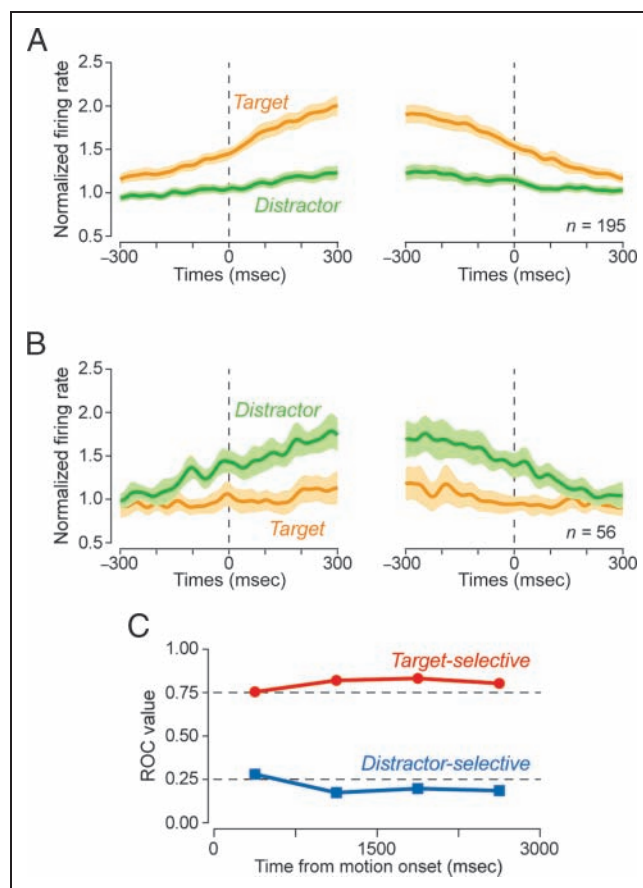 A
Normalized firing rate
2.5
2.0
1.5
1.0
0.5
Target
Distractor
n = 195
–300 0 300 –300 0 300
Times (msec) Times (msec)
B
Normalized firing rate
2.5
2.0
1.5
1.0
0.5
Distractor
Target
n = 56
–300 0 300 –300 0 300
Times (msec) Times (msec)
C
ROC value
1.00
0.75
0.50
0.25
0.00
Target-selective
Distractor-selective
0 1500 3000
Time from motion onset (msec)